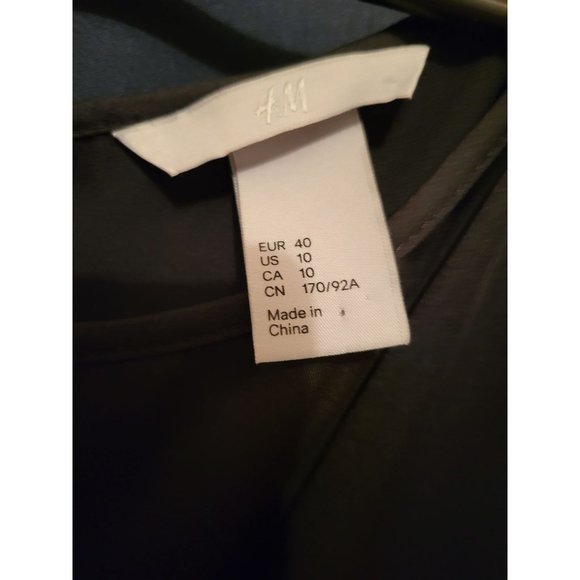 H&M
EUR 40
US 10
CA 10
CN 170/92A
Made in
China